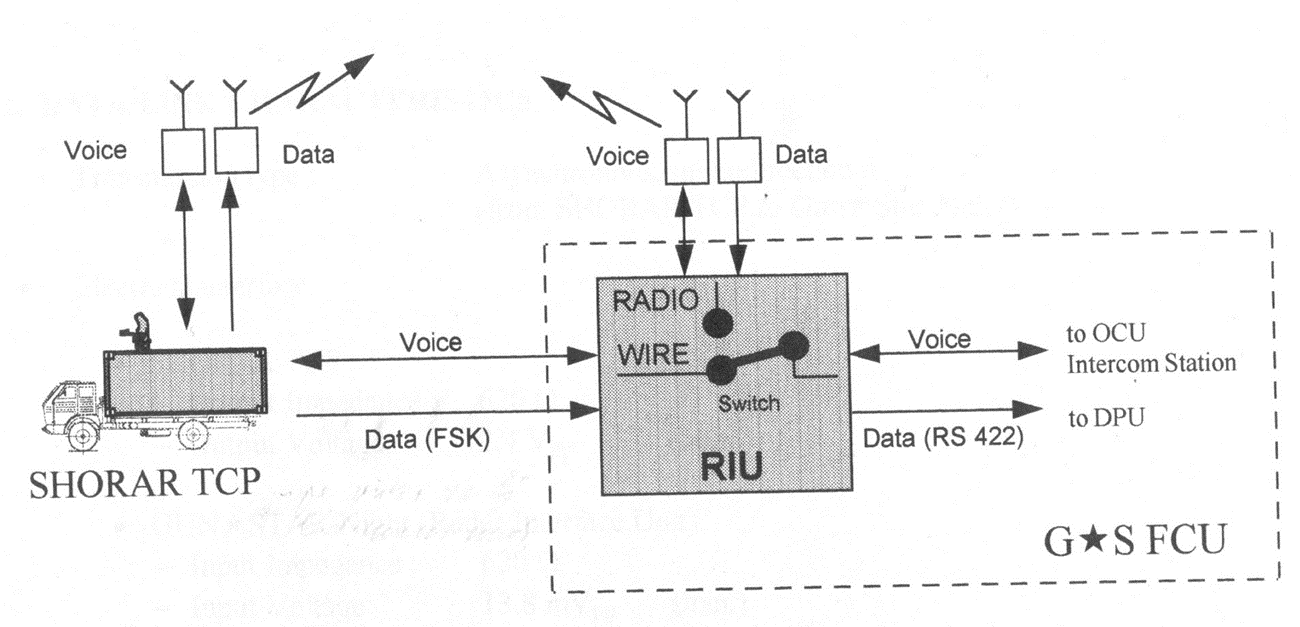 Voice
Data
Voice
Data
RADIO
WIRE
Switch
RIU
Voice
Data (FSK)
Voice
Data (RS 422)
to OCU
Intercom Station
to DPU
SHORAR TCP
G★S FCU